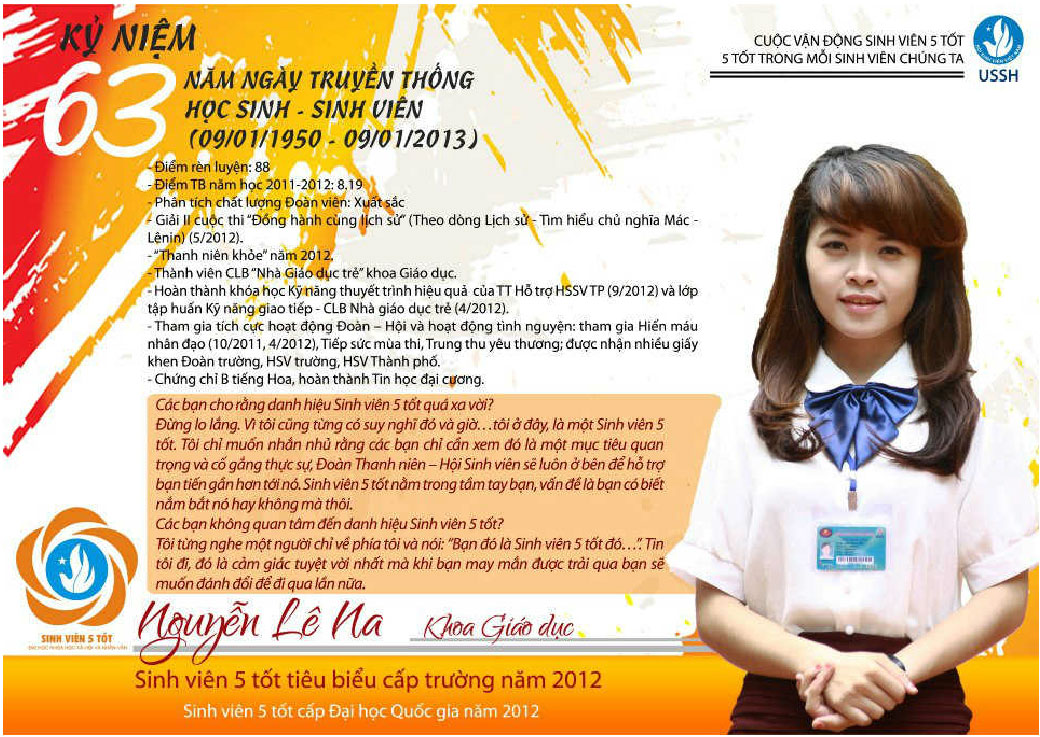 KỶ NIỆM
63 NĂM NGÀY TRUYỀN THỐNG
HỌC SINH - SINH VIÊN
(09/01/1950 - 09/01/2013)
CUỘC VẬN ĐỘNG SINH VIÊN 5 TỐT
5 TỐT TRONG MỖI SINH VIÊN CHÚNG TA
USSH
- Điểm rèn luyện: 88
- Điểm TB năm học 2011-2012: 8.19
- Phân tích chất lượng Đoàn viên: Xuất sắc
- Giải II cuộc thi “Đồng hành cùng lịch sử” (Theo dòng Lịch sử - Tìm hiểu chủ nghĩa Mác -
Lênin) (5/2012).
- “Thanh niên khỏe” năm 2012.
- Thành viên CLB “Nhà Giáo dục trẻ” khoa Giáo dục.
- Hoàn thành khóa học Kỹ năng thuyết trình hiệu quả của TT Hỗ trợ HSSV TP (9/2012) và lớp
tập huấn Kỹ năng giao tiếp - CLB Nhà giáo dục trẻ (4/2012).
- Tham gia tích cực hoạt động Đoàn – Hội và hoạt động tình nguyện: tham gia Hiến máu
nhân đạo (10/2011, 4/2012), Tiếp sức mùa thi, Trung thu yêu thương; được nhận nhiều giấy
khen Đoàn trường, HSV trường, HSV Thành phố.
- Chứng chỉ B tiếng Hoa, hoàn thành Tin học đại cương.
Các bạn cho rằng danh hiệu Sinh viên 5 tốt quá xa vời?
Đừng lo lắng. Vì tôi cũng từng có suy nghĩ đó và giờ…tôi ở đây, là một Sinh viên 5
tốt. Tôi chỉ muốn nhắn nhủ rằng các bạn chỉ cần xem đó là một mục tiêu quan
trọng và cố gắng thực sự, Đoàn Thanh niên – Hội Sinh viên sẽ luôn ở bên để hỗ trợ
bạn tiến gần hơn tới nó. Sinh viên 5 tốt nằm trong tầm tay bạn, vấn đề là bạn có biết
nắm bắt nó hay không mà thôi.
Các bạn không quan tâm đến danh hiệu Sinh viên 5 tốt?
Tôi từng nghe một người chỉ về phía tôi và nói: “Bạn đó là Sinh viên 5 tốt đó…”. Tin
tôi đi, đó là cảm giác tuyệt vời nhất mà khi bạn may mắn được trải qua bạn sẽ
muốn đánh đổi để đi qua lần nữa.
SINH VIÊN 5 TỐT
ĐẠI HỌC KHOA HỌC XÃ HỘI VÀ NHÂN VĂN
Nguyễn Lê Na Khoa Giáo dục
Sinh viên 5 tốt tiêu biểu cấp trường năm 2012
Sinh viên 5 tốt cấp Đại học Quốc gia năm 2012